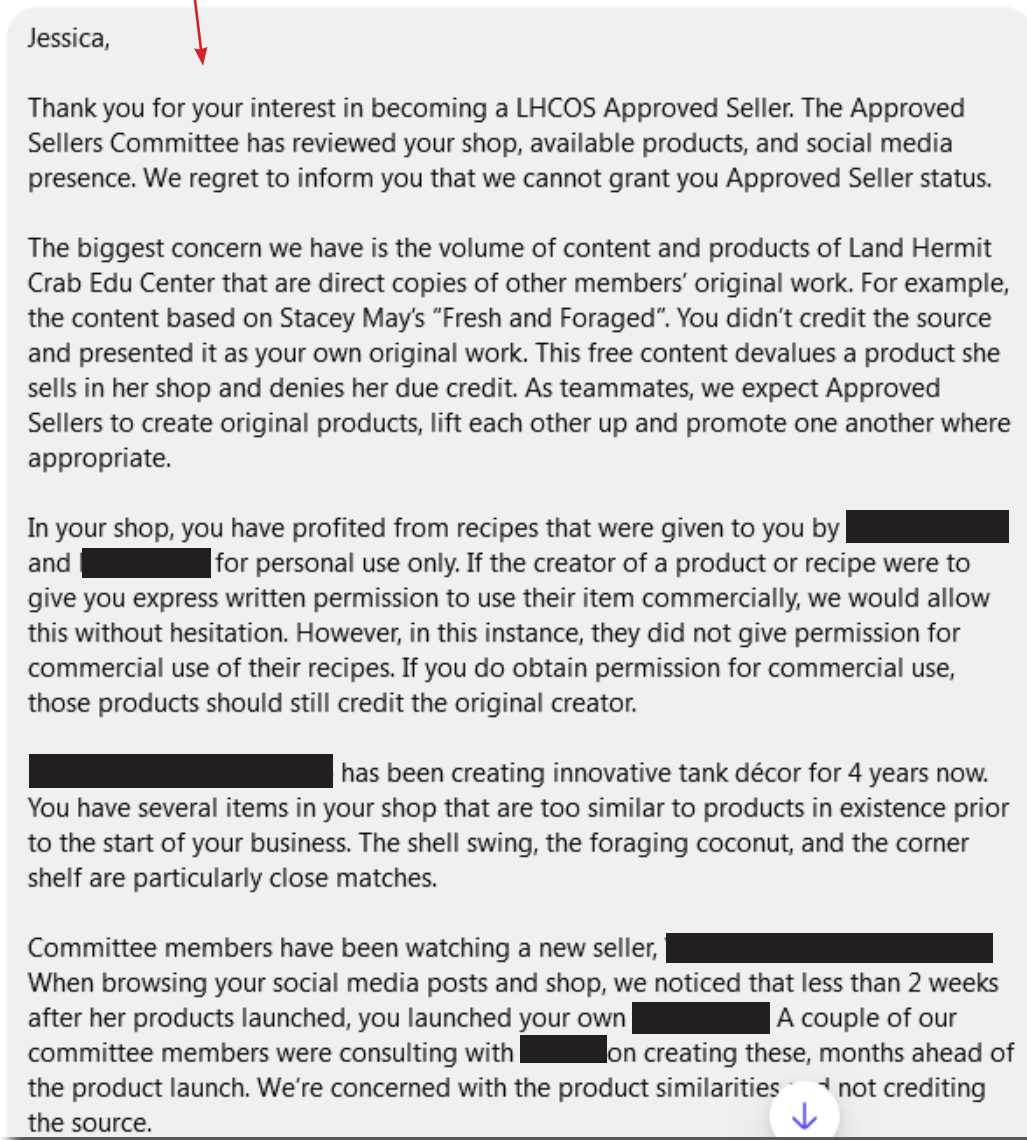 Jessica,
Thank you for your interest in becoming a LHCOS Approved Seller. The Approved
Sellers Committee has reviewed your shop, available products, and social media
presence. We regret to inform you that we cannot grant you Approved Seller status.
The biggest concern we have is the volume of content and products of Land Hermit
Crab Edu Center that are direct copies of other members’ original work. For example,
the content based on Stacey May’s “Fresh and Foraged”. You didn’t credit the source
and presented it as your own original work. This free content devalues a product she
sells in her shop and denies her due credit. As teammates, we expect Approved
Sellers to create original products, lift each other up and promote one another where
appropriate.
In your shop, you have profited from recipes that were given to you by
and for personal use only. If the creator of a product or recipe were to
give you express written permission to use their item commercially, we would allow
this without hesitation. However, in this instance, they did not give permission for
commercial use of their recipes. If you do obtain permission for commercial use,
those products should still credit the original creator.
has been creating innovative tank décor for 4 years now.
You have several items in your shop that are too similar to products in existence prior
to the start of your business. The shell swing, the foraging coconut, and the corner
shelf are particularly close matches.
Committee members have been watching a new seller,
When browsing your social media posts and shop, we noticed that less than 2 weeks
after her products launched, you launched your own A couple of our
committee members were consulting with on creating these, months ahead of
the product launch. We’re concerned with the product similarities not crediting
the source.